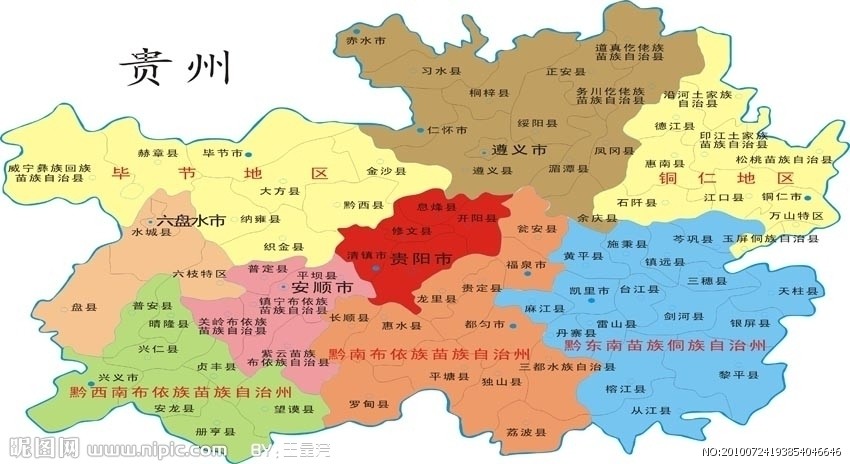 贵州
赤水市
习水县
桐梓县
正安县
道真仡佬族
苗族自治县
务川仡佬族
苗族自治县
绥阳县
仁怀市
遵义市
遵义县
湄潭县
凤冈县
余庆县
沿河土家族
自治县
德江县
印江土家族
苗族自治县
惠南县
松桃苗族自治县
铜仁地区
石阡县
江口县
铜仁市
万山特区
玉屏侗族自治县
威宁彝族回族
苗族自治县
赫章县
毕节市
毕节地区
大方县
金沙县
黔西县
纳雍县
织金县
六盘水市
水城县
六枝特区
盘县
息烽县
开阳县
修文县
清镇市
贵阳市
普定县
平坝县
安顺市
镇宁布依族
苗族自治县
关岭布依族
苗族自治县
紫云苗族
布依族自治县
普安县
晴隆县
兴仁县
贞丰县
兴义市
黔西南布依族苗族自治州
安龙县
望谟县
册亨县
瓮安县
福泉市
贵定县
龙里县
长顺县
惠水县
都匀市
黔南布依族苗族自治州
三都水族自治县
平塘县
独山县
罗甸县
荔波县
施秉县
岑巩县
黄平县
镇远县
三穗县
天柱县
凯里市
台江县
麻江县
雷山县
剑河县
银屏县
丹寨县
黔东南苗族侗族自治州
榕江县
黎平县
从江县
昵图网 www.nipic.com
NO:20100724193854046646